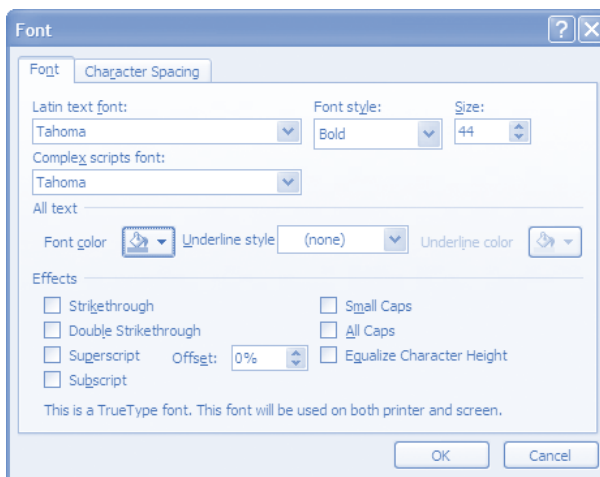 Font
Font Character Spacing
Latin text font: Font style: Size:
Tahoma Bold 44
Complex scripts font:
Tahoma
All text
Font color Underline style (none) Underline color
Effects
Strikethrough Small Caps
Double Strikethrough All Caps
Superscript Offset: 0% Equalize Character Height
Subscript
This is a TrueType font. This font will be used on both printer and screen.
OK Cancel